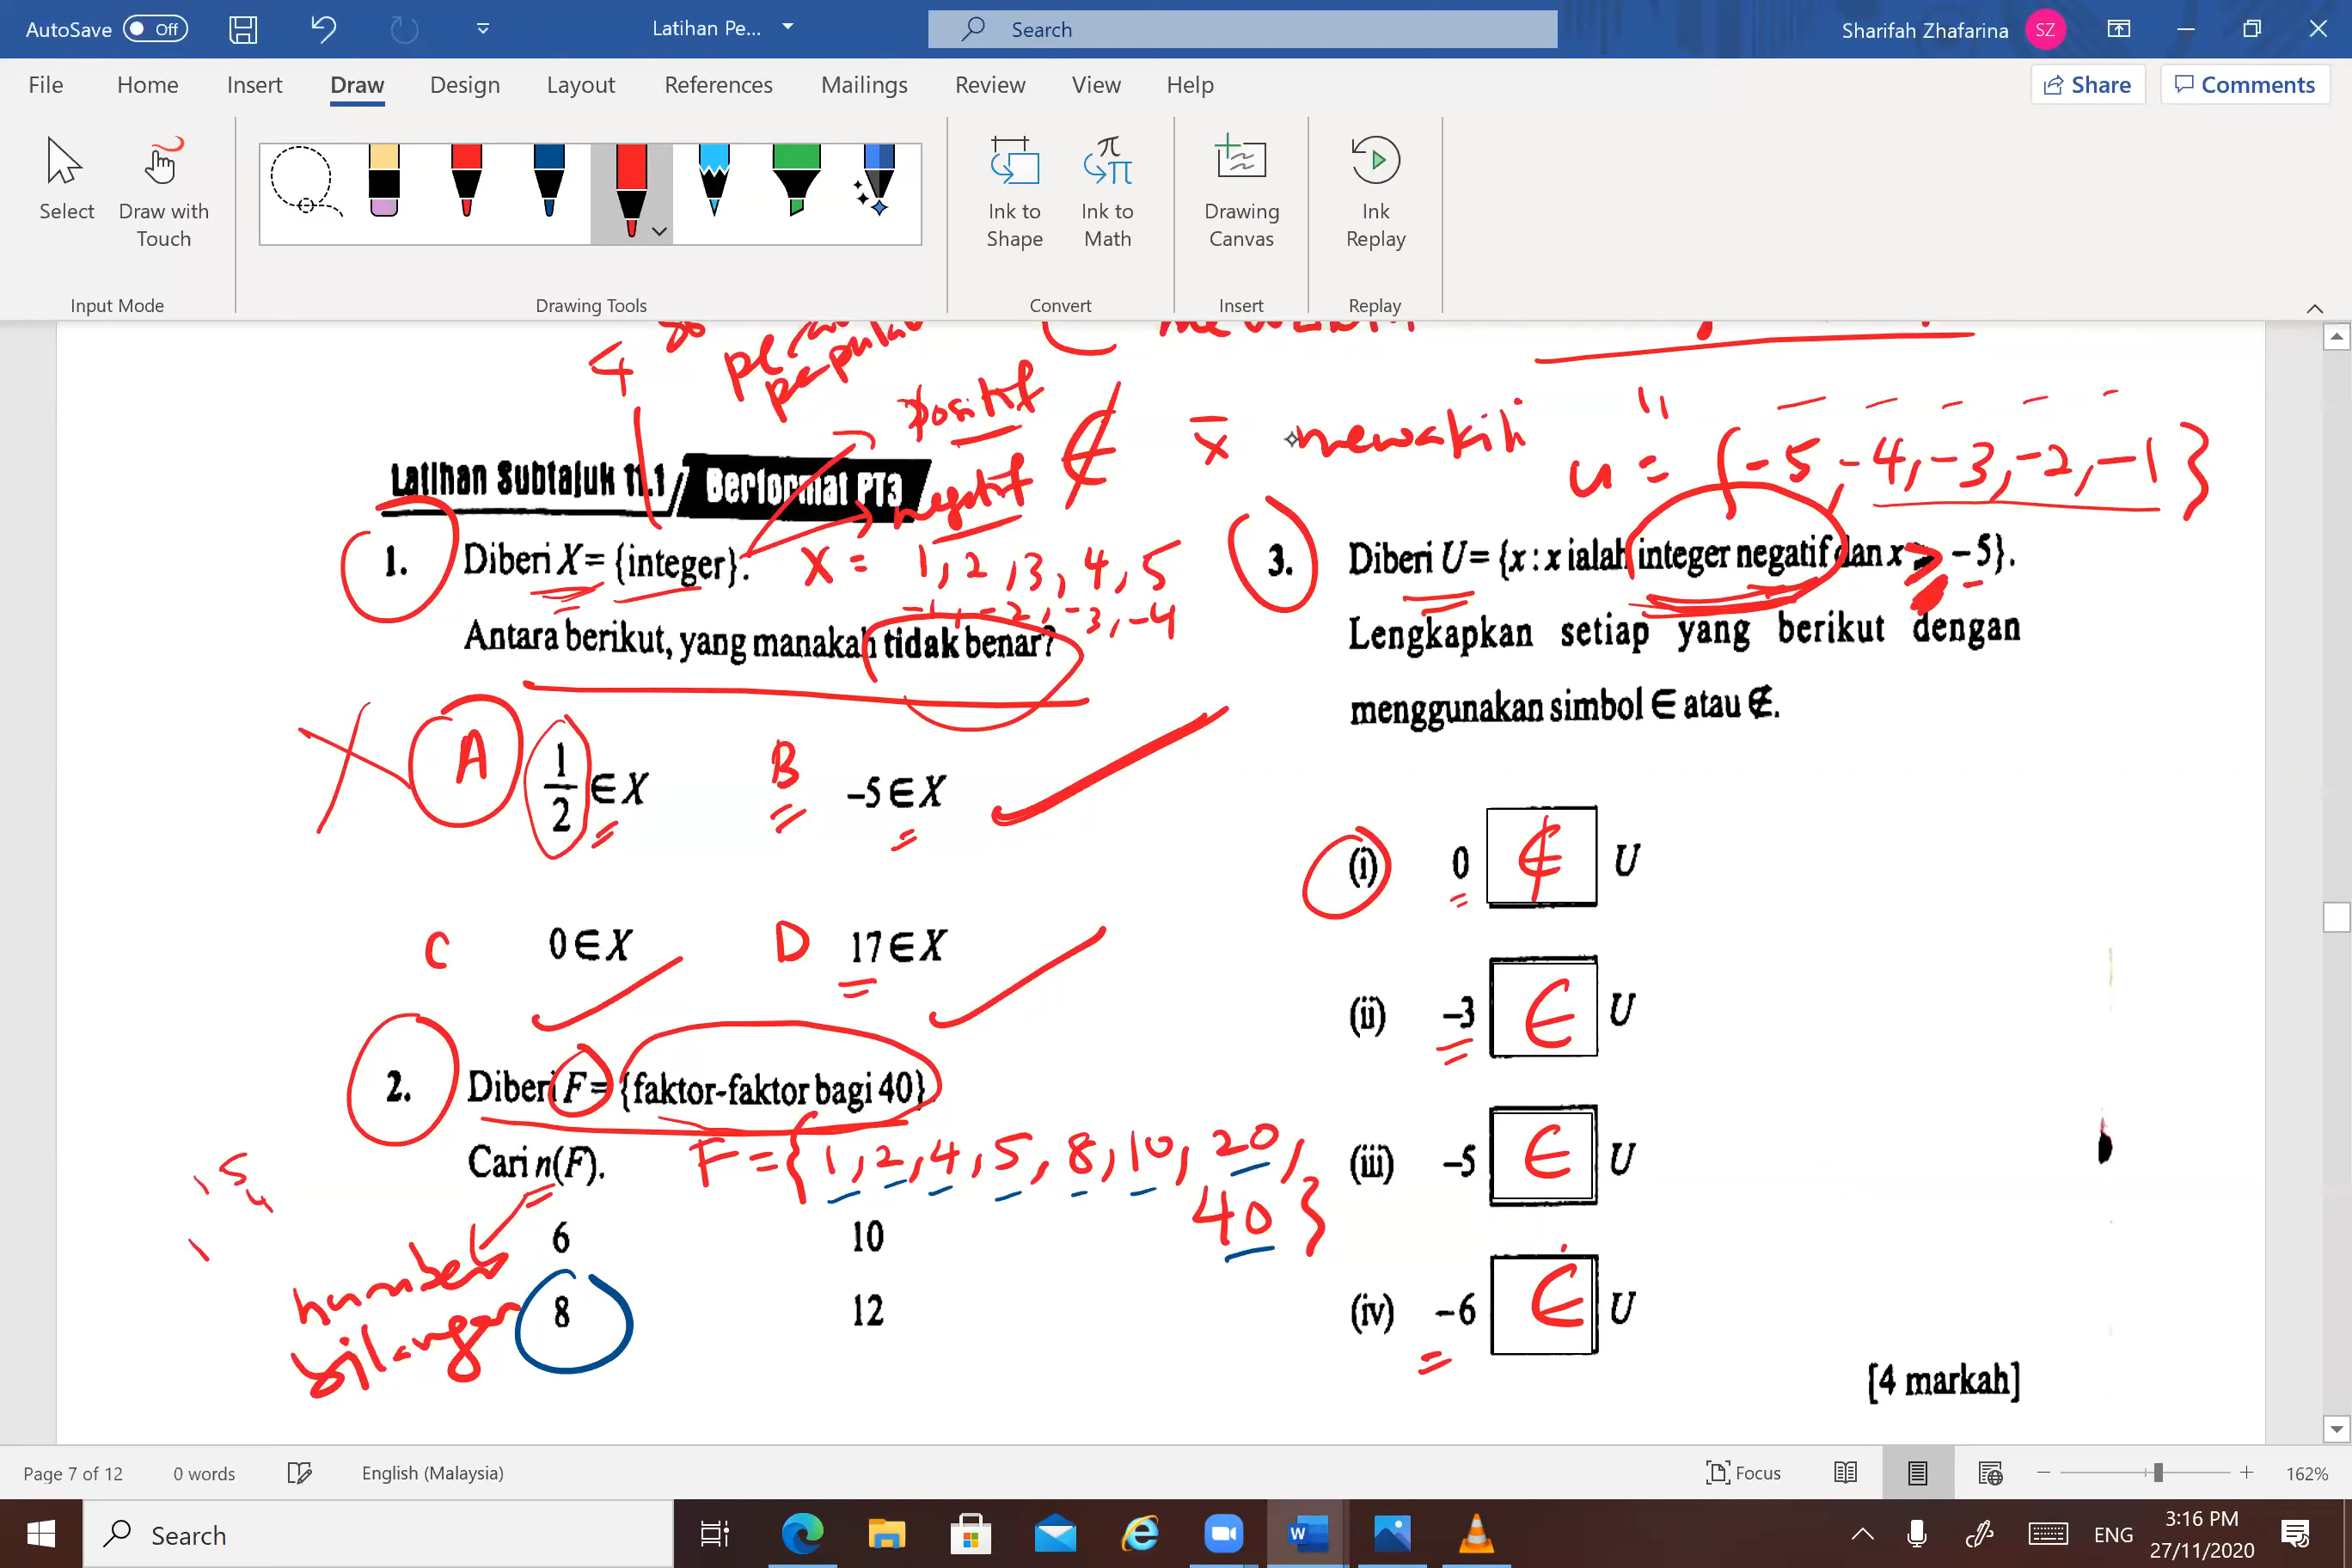 AutoSave Off
Latihan Pe...
Search
Sharifah Zhafarina SZ
File Home Insert Draw Design Layout References Mailings Review View Help
Share Comments
Select
Draw with Touch
Ink to Shape
Ink to Math
Drawing Canvas
Ink Replay
Input Mode
Drawing Tools
Convert
Insert
Replay
positif
negatif
∉
x mewakili
U = {-5, -4, -3, -2, -1}
Latihan Subtajuk 11.1 Berformat PT3
1. Diberi X = {integer}.
X = 1, 2, 3, 4, 5
-1, -2, -3, -4
Antara berikut, yang manakah tidak benar?
A 1/2 ∈ X
B –5 ∈ X
C 0 ∈ X
D 17 ∈ X
2. Diberi F = {faktor-faktor bagi 40}
Cari n(F).
F = {1, 2, 4, 5, 8, 10, 20, 40}
number
bilangan
6 10
8 12
3. Diberi U = {x : x ialah integer negatif dan x ≥ –5}.
Lengkapkan setiap yang berikut dengan
menggunakan simbol ∈ atau ∉.
(i) 0 ∉ U
(ii) –3 ∈ U
(iii) –5 ∈ U
(iv) –6 ∈ U
[4 markah]
Page 7 of 12 0 words English (Malaysia)
Focus 162%
Search
ENG
3:16 PM
27/11/2020